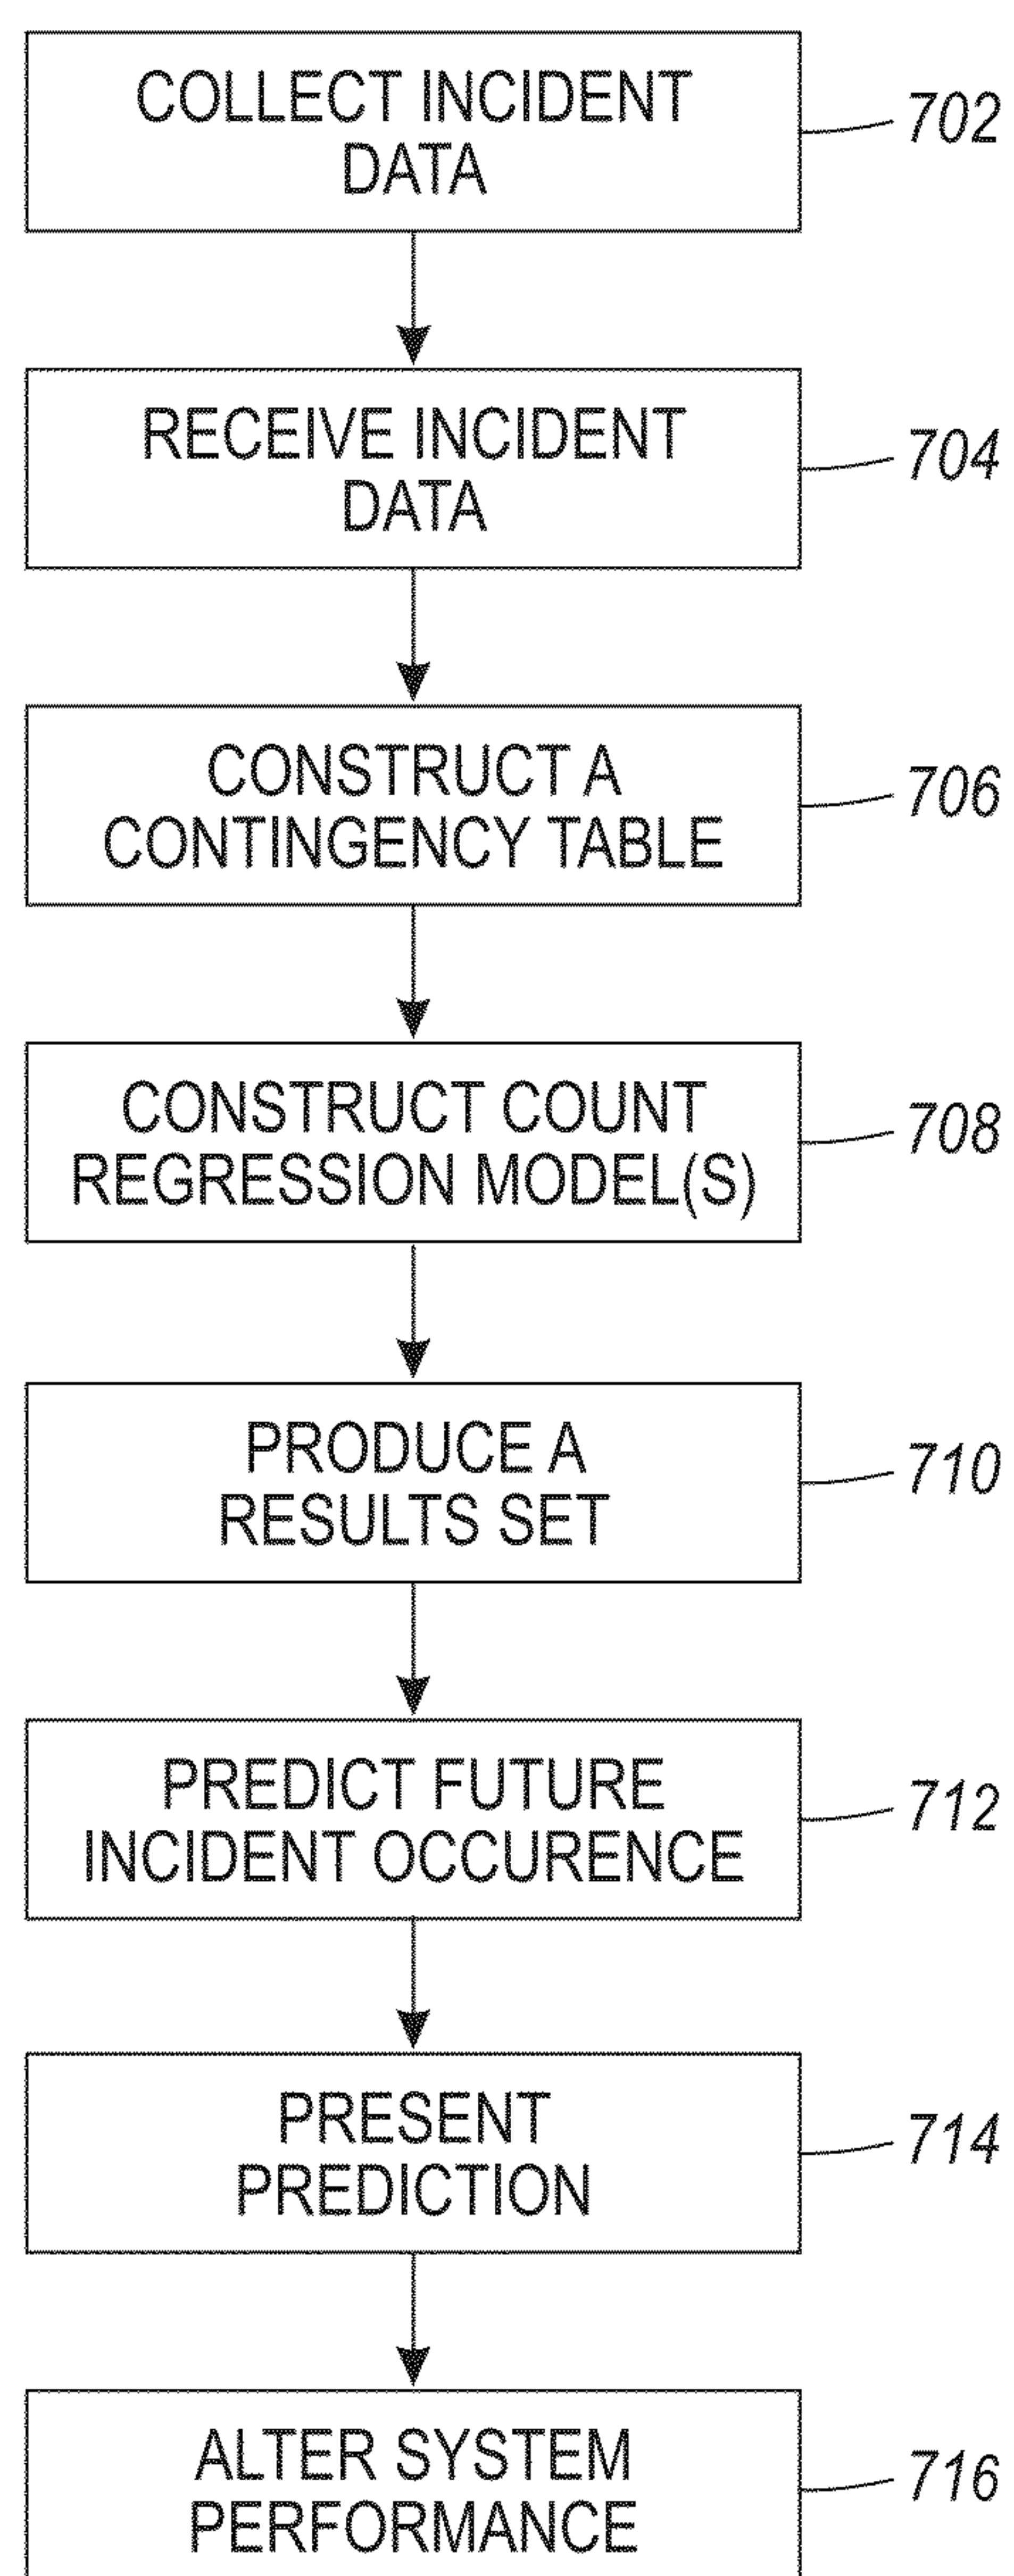 COLLECT INCIDENT
DATA
702
RECEIVE INCIDENT
DATA
704
CONSTRUCT A
CONTINGENCY TABLE
706
CONSTRUCT COUNT
REGRESSION MODEL(S)
708
PRODUCE A
RESULTS SET
710
PREDICT FUTURE
INCIDENT OCCURENCE
712
PRESENT
PREDICTION
714
ALTER SYSTEM
PERFORMANCE
716